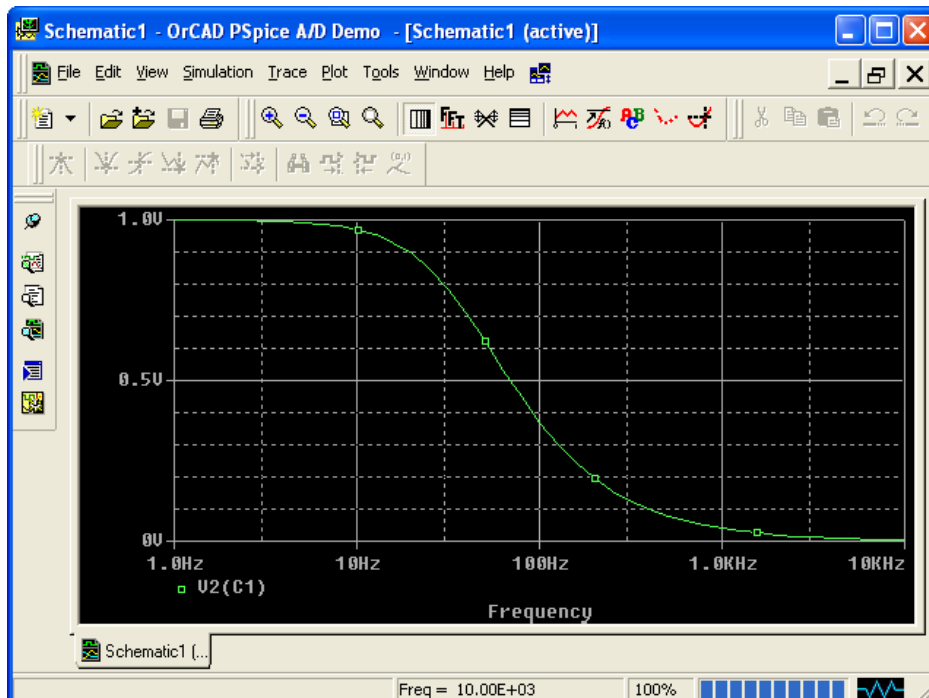 Schematic1 - OrCAD PSpice A/D Demo - [Schematic1 (active)]
File Edit View Simulation Trace Plot Tools Window Help
1.0V
0.5V
0V
1.0Hz 10Hz 100Hz 1.0KHz 10KHz
V2(C1)
Frequency
Schematic1 (...
Freq = 10.00E+03 100%